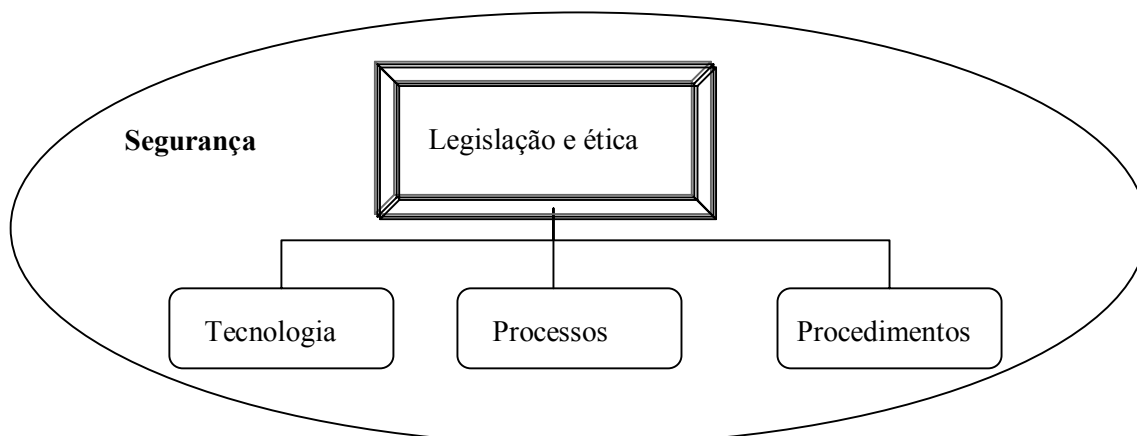 Segurança
Legislação e ética
Tecnologia
Processos
Procedimentos